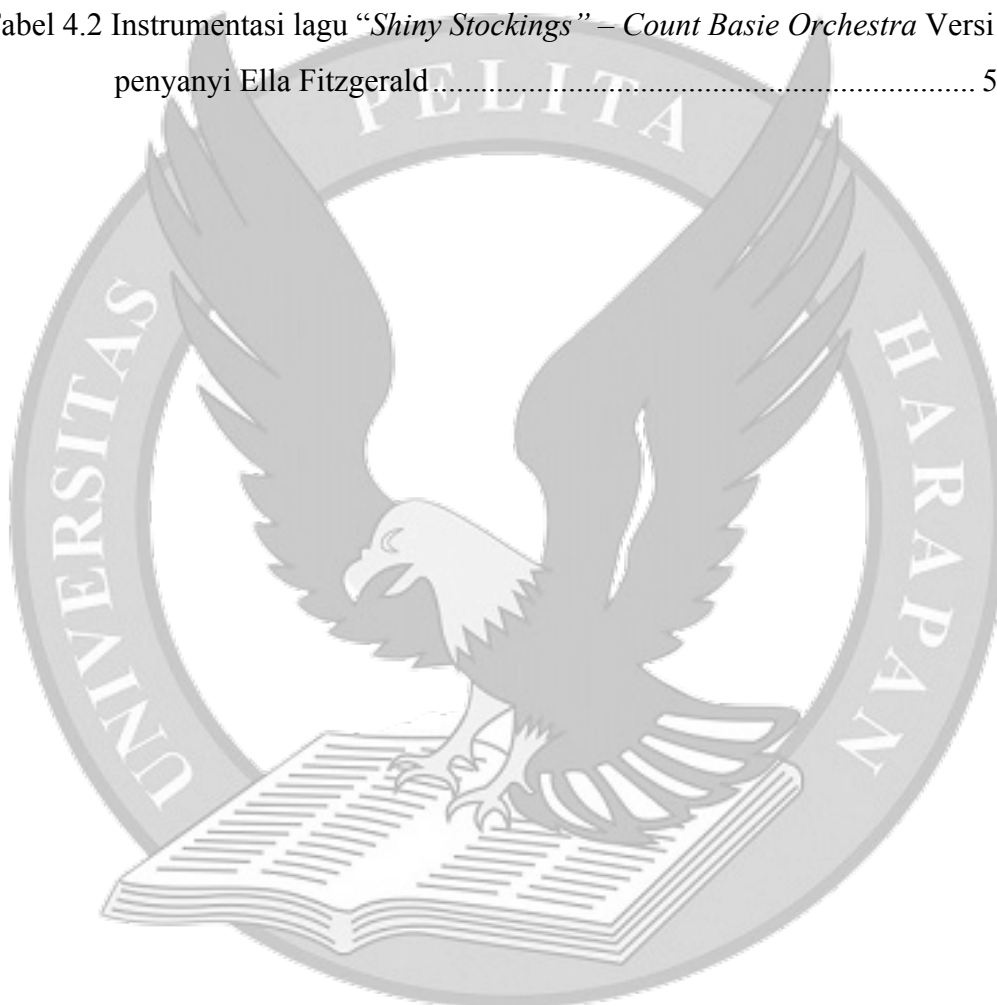 Tabel 4.2 Instrumentasi lagu “Shiny Stockings” – Count Basie Orchestra Versi
penyanyi Ella Fitzgerald .................................................................... 5
UNIVERSITAS PELITA HARAPAN